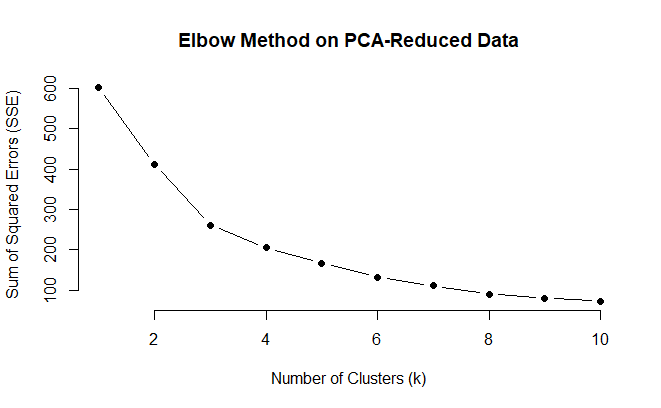 Elbow Method on PCA-Reduced Data
Sum of Squared Errors (SSE)
600
500
400
300
200
100
2 4 6 8 10
Number of Clusters (k)